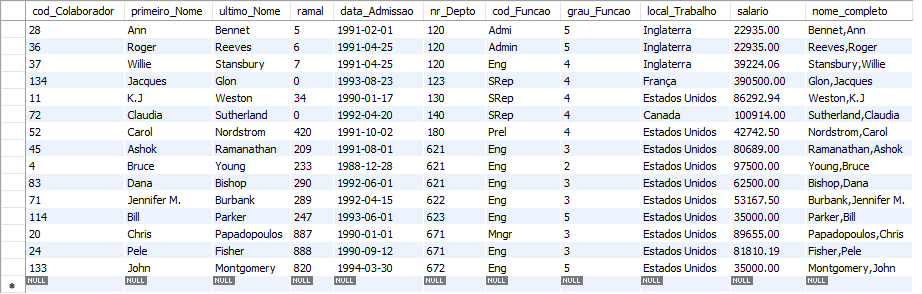 cod_Colaborador primeiro_Nome ultimo_Nome ramal data_Admissao nr_Depto cod_Funcao grau_Funcao local_Trabalho salario nome_completo
28 Ann Bennet 5 1991-02-01 120 Admi 5 Inglaterra 22935.00 Bennet,Ann
36 Roger Reeves 6 1991-04-25 120 Admin 5 Inglaterra 22935.00 Reeves,Roger
37 Willie Stansbury 7 1991-04-25 120 Eng 4 Inglaterra 39224.06 Stansbury,Willie
134 Jacques Glon 0 1993-08-23 123 SRep 4 França 390500.00 Glon,Jacques
11 K.J Weston 34 1990-01-17 130 SRep 4 Estados Unidos 86292.94 Weston,K.J
72 Claudia Sutherland 0 1992-04-20 140 SRep 4 Canada 100914.00 Sutherland,Claudia
52 Carol Nordstrom 420 1991-10-02 180 Prel 4 Estados Unidos 42742.50 Nordstrom,Carol
45 Ashok Ramanathan 209 1991-08-01 621 Eng 3 Estados Unidos 80689.00 Ramanathan,Ashok
4 Bruce Young 233 1988-12-28 621 Eng 2 Estados Unidos 97500.00 Young,Bruce
83 Dana Bishop 290 1992-06-01 621 Eng 3 Estados Unidos 62500.00 Bishop,Dana
71 Jennifer M. Burbank 289 1992-04-15 622 Eng 3 Estados Unidos 53167.50 Burbank,Jennifer M.
114 Bill Parker 247 1993-06-01 623 Eng 5 Estados Unidos 35000.00 Parker,Bill
20 Chris Papadopoulos 887 1990-01-01 671 Mngr 3 Estados Unidos 89655.00 Papadopoulos,Chris
24 Pele Fisher 888 1990-09-12 671 Eng 3 Estados Unidos 81810.19 Fisher,Pele
133 John Montgomery 820 1994-03-30 672 Eng 5 Estados Unidos 35000.00 Montgomery,John
NULL NULL NULL NULL NULL NULL NULL NULL NULL NULL NULL